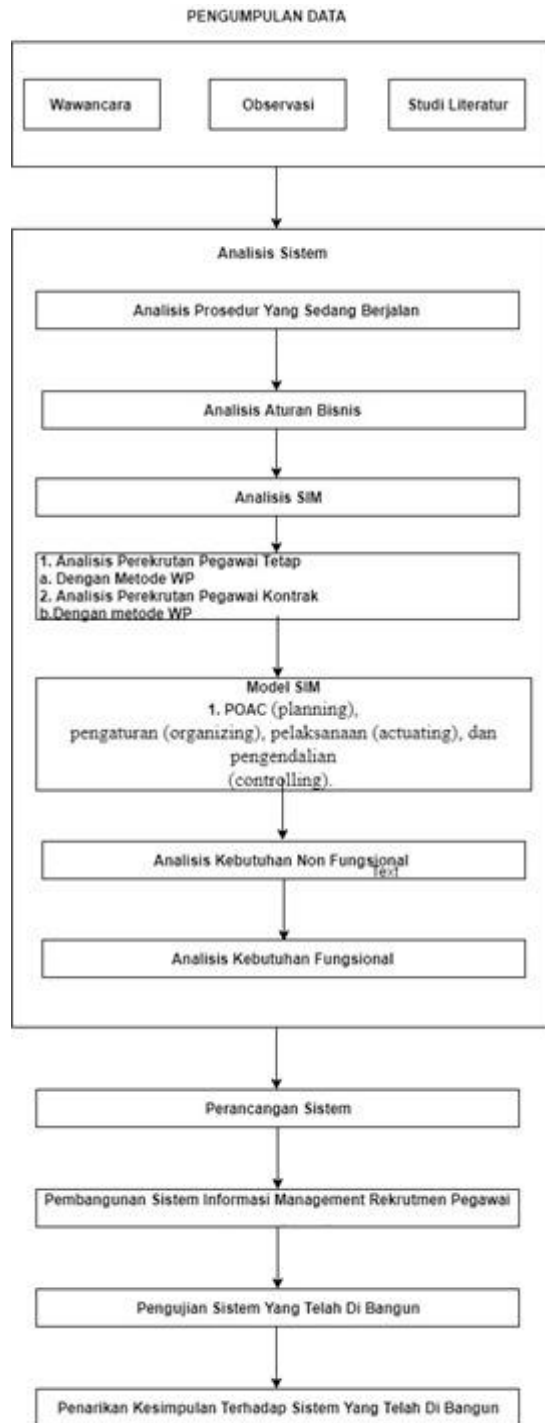 PENGUMPULAN DATA
Wawancara
Observasi
Studi Literatur
Analisis Sistem
Analisis Prosedur Yang Sedang Berjalan
Analisis Aturan Bisnis
Analisis SIM
1. Analisis Perekrutan Pegawai Tetap
a. Dengan Metode WP
2. Analisis Perekrutan Pegawai Kontrak
b.Dengan metode WP
Model SIM
1. POAC (planning),
pengaturan (organizing), pelaksanaan (actuating), dan
pengendalian
(controlling).
Analisis Kebutuhan Non Fungsional
Text
Analisis Kebutuhan Fungsional
Perancangan Sistem
Pembangunan Sistem Informasi Management Rekrutmen Pegawai
Pengujian Sistem Yang Telah Di Bangun
Penarikan Kesimpulan Terhadap Sistem Yang Telah Di Bangun